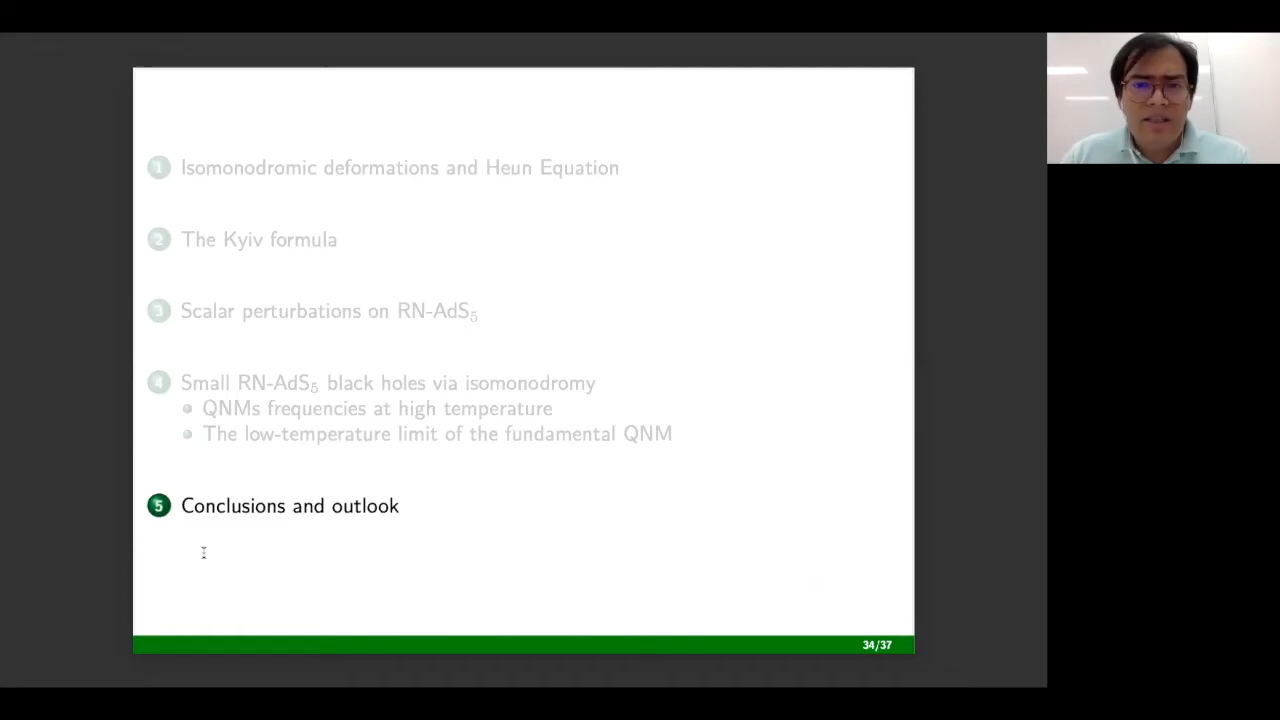 1 Isomonodromic deformations and Heun Equation
2 The Kyiv formula
3 Scalar perturbations on RN-AdS₅
4 Small RN-AdS₅ black holes via isomonodromy
QNMs frequencies at high temperature
The low-temperature limit of the fundamental QNM
5 Conclusions and outlook
34/37